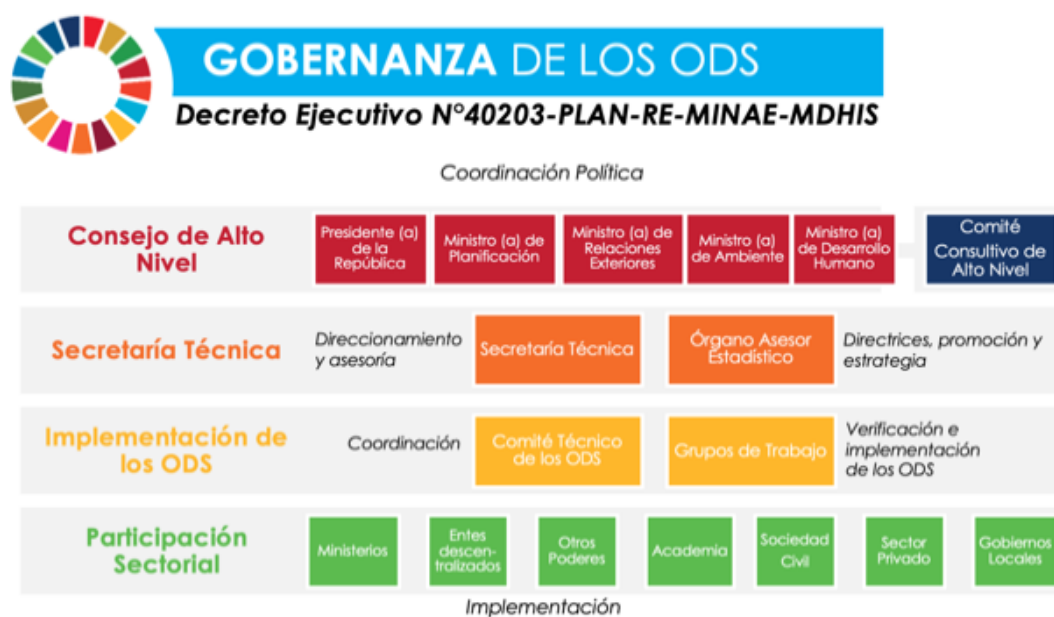 GOBERNANZA DE LOS ODS
Decreto Ejecutivo N°40203-PLAN-RE-MINAE-MDHIS
Coordinación Política
Consejo de Alto
Nivel
Presidente (a)
de la
República
Ministro (a) de
Planificación
Ministro (a) de
Relaciones
Exteriores
Ministro (a)
de Ambiente
Ministro (a)
de Desarrollo
Humano
Comité
Consultivo de
Alto Nivel
Secretaría Técnica
Direccionamiento
y asesoría
Secretaría Técnica
Órgano Asesor
Estadístico
Directrices, promoción y
estrategia
Implementación de
los ODS
Coordinación
Comité Técnico
de los ODS
Grupos de Trabajo
Verificación e
implementación
de los ODS
Participación
Sectorial
Ministerios
Entes
descen-
tralizados
Otros
Poderes
Academia
Sociedad
Civil
Sector
Privado
Gobiernos
Locales
Implementación